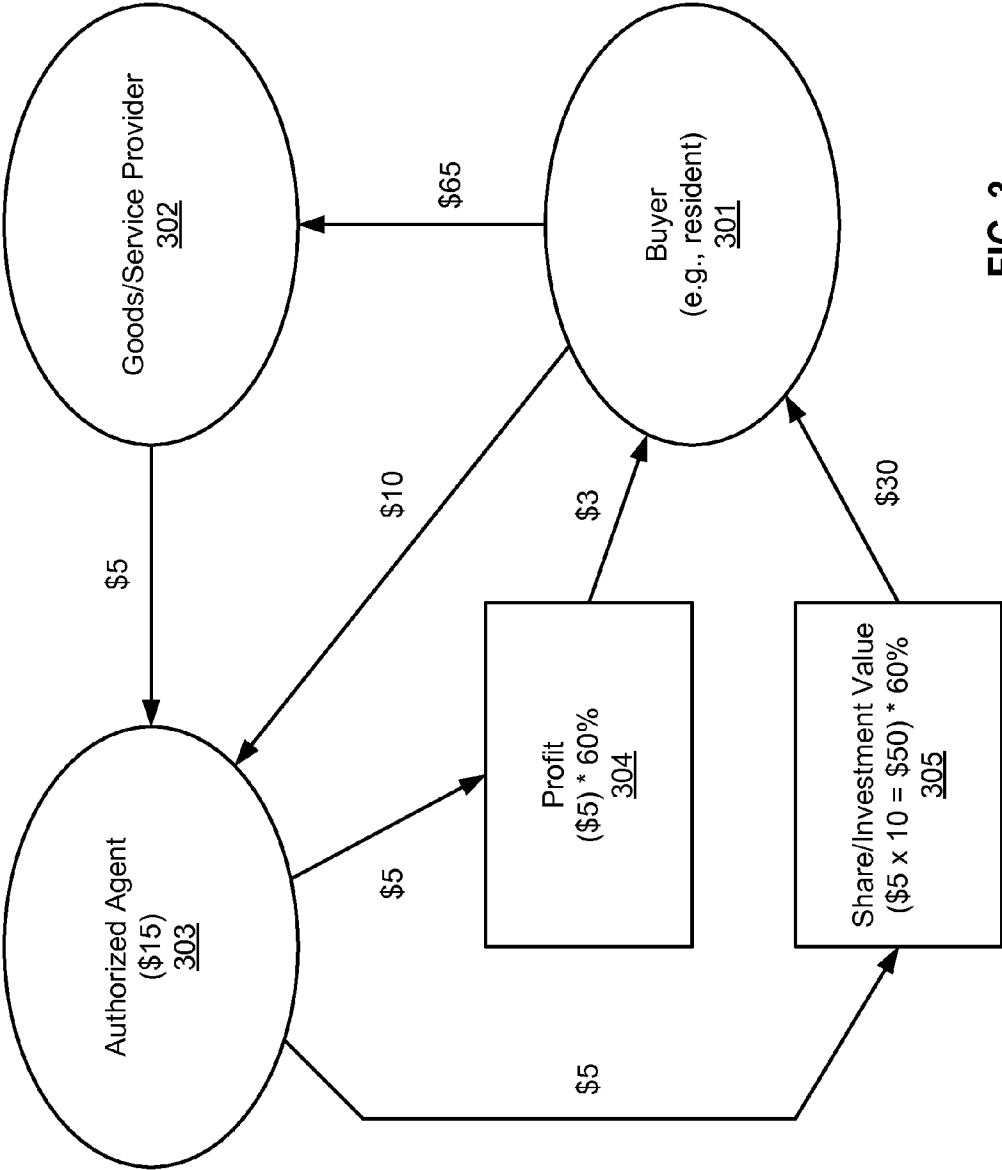 Authorized Agent
($15)
303
$5
Goods/Service Provider
302
$5
$5
$10
$65
Profit
($5) * 60%
304
$3
Buyer
(e.g., resident)
301
Share/Investment Value
($5 x 10 = $50) * 60%
305
$30